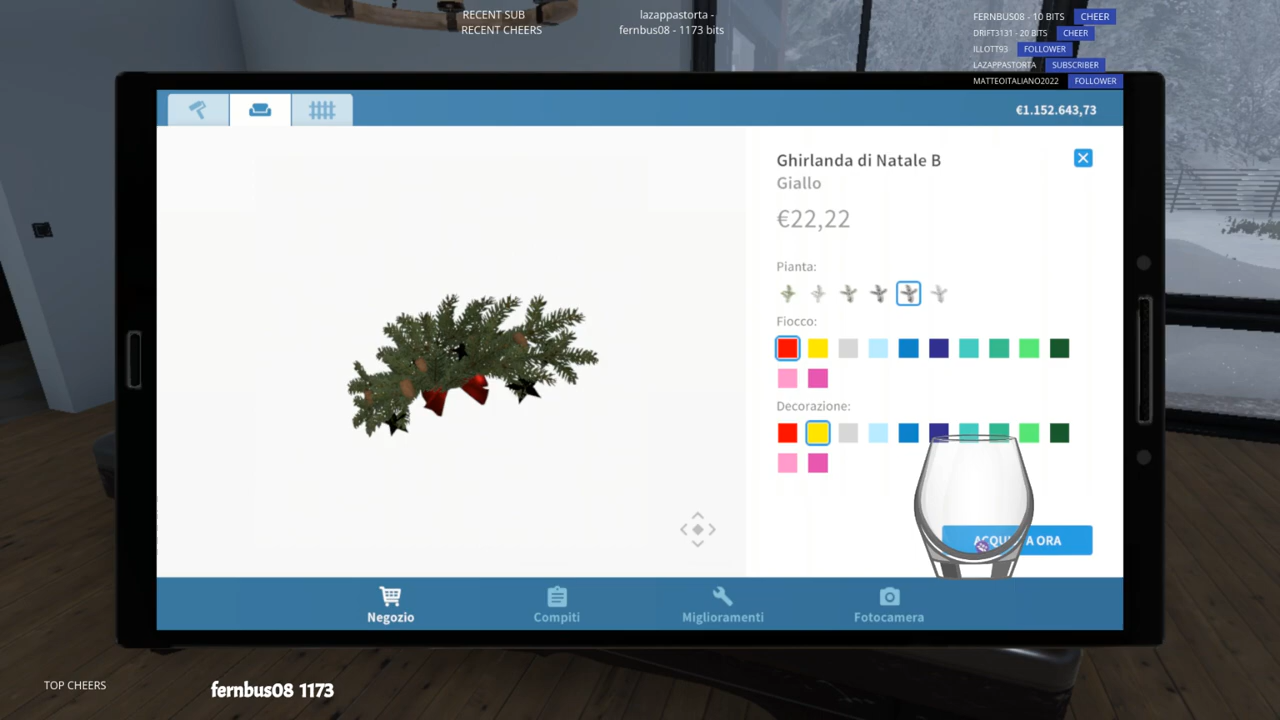 RECENT SUB
RECENT CHEERS
lazappastorta -
fernbus08 - 1173 bits
FERNBUS08 - 10 BITS CHEER
DRIFT3131 - 20 BITS CHEER
ILLOTT93 FOLLOWER
LAZAPPASTORTA SUBSCRIBER
MATTEOITALIANO2022 FOLLOWER
€1.152.643,73
Ghirlanda di Natale B
Giallo
€22,22
Pianta:
Fiocco:
Decorazione:
ACQUISTA ORA
Negozio
Compiti
Miglioramenti
Fotocamera
TOP CHEERS
fernbus08 1173